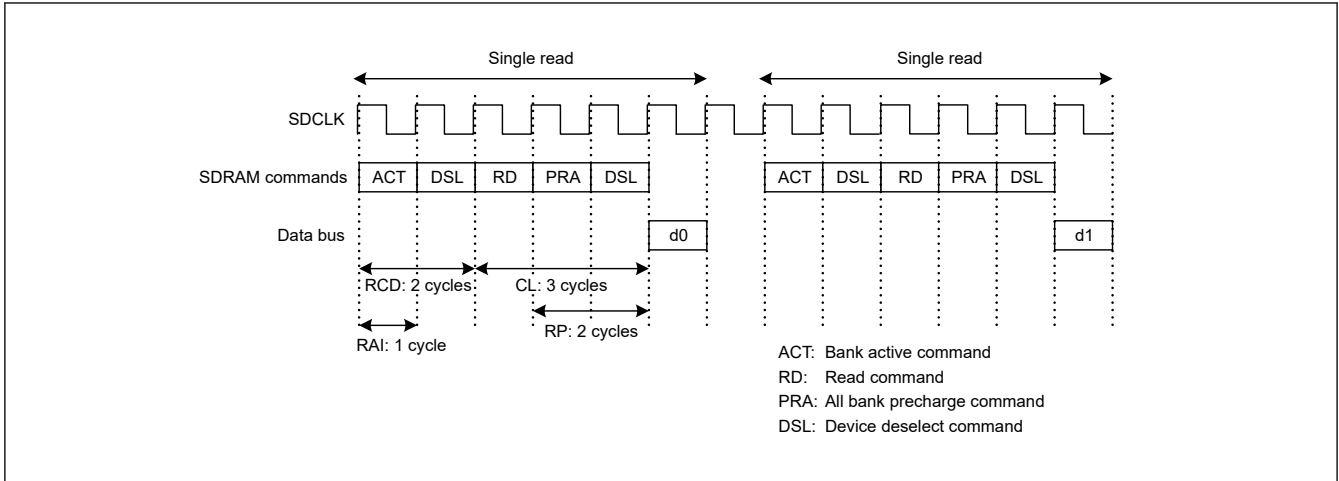 Single read Single read
SDCLK
SDRAM commands ACT DSL RD PRA DSL ACT DSL RD PRA DSL
Data bus d0 d1
RCD: 2 cycles CL: 3 cycles
RAI: 1 cycle RP: 2 cycles
ACT: Bank active command
RD: Read command
PRA: All bank precharge command
DSL: Device deselect command